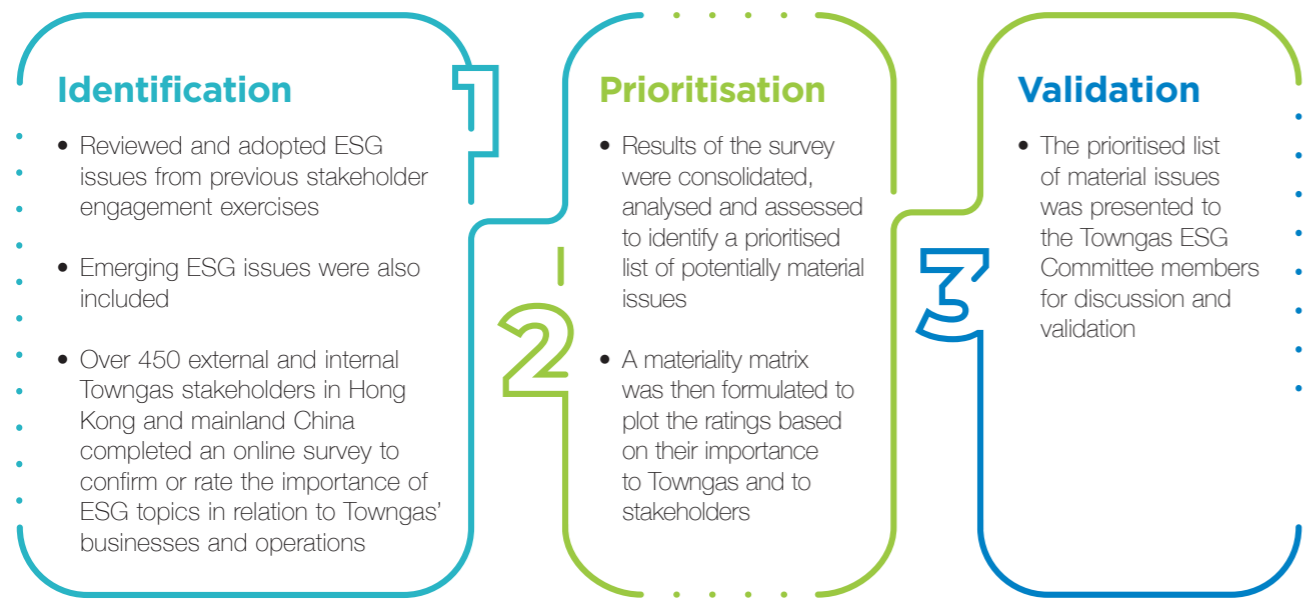 Identification
1
• Reviewed and adopted ESG
issues from previous stakeholder
engagement exercises
• Emerging ESG issues were also
included
• Over 450 external and internal
Towngas stakeholders in Hong
Kong and mainland China
completed an online survey to
confirm or rate the importance of
ESG topics in relation to Towngas’
businesses and operations
2
Prioritisation
• Results of the survey
were consolidated,
analysed and assessed
to identify a prioritised
list of potentially material
issues
• A materiality matrix
was then formulated to
plot the ratings based
on their importance
to Towngas and to
stakeholders
3
Validation
• The prioritised list
of material issues
was presented to
the Towngas ESG
Committee members
for discussion and
validation